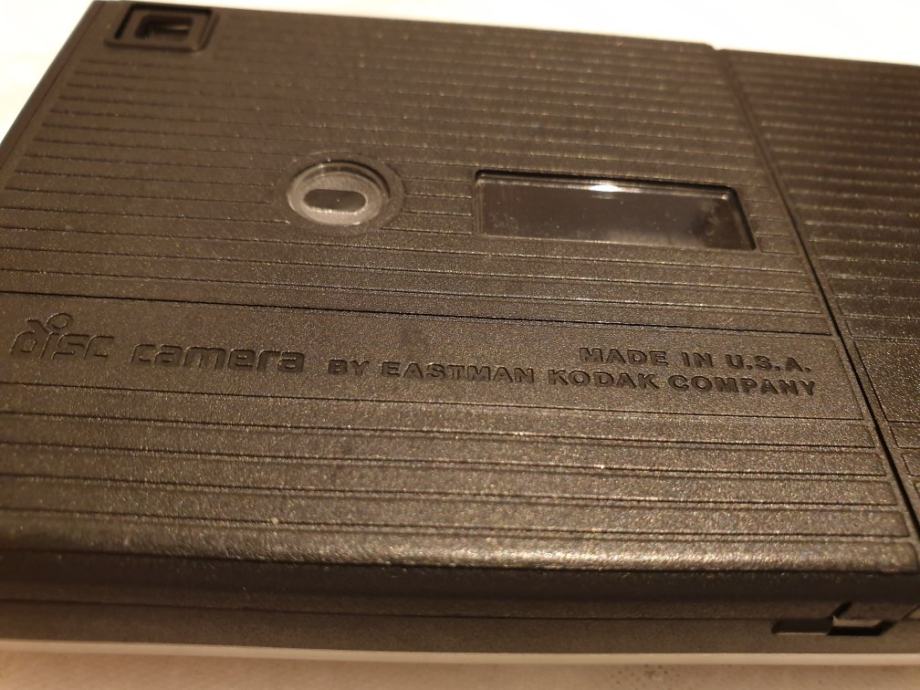 MADE IN U.S.A.
disc camera BY EASTMAN KODAK COMPANY